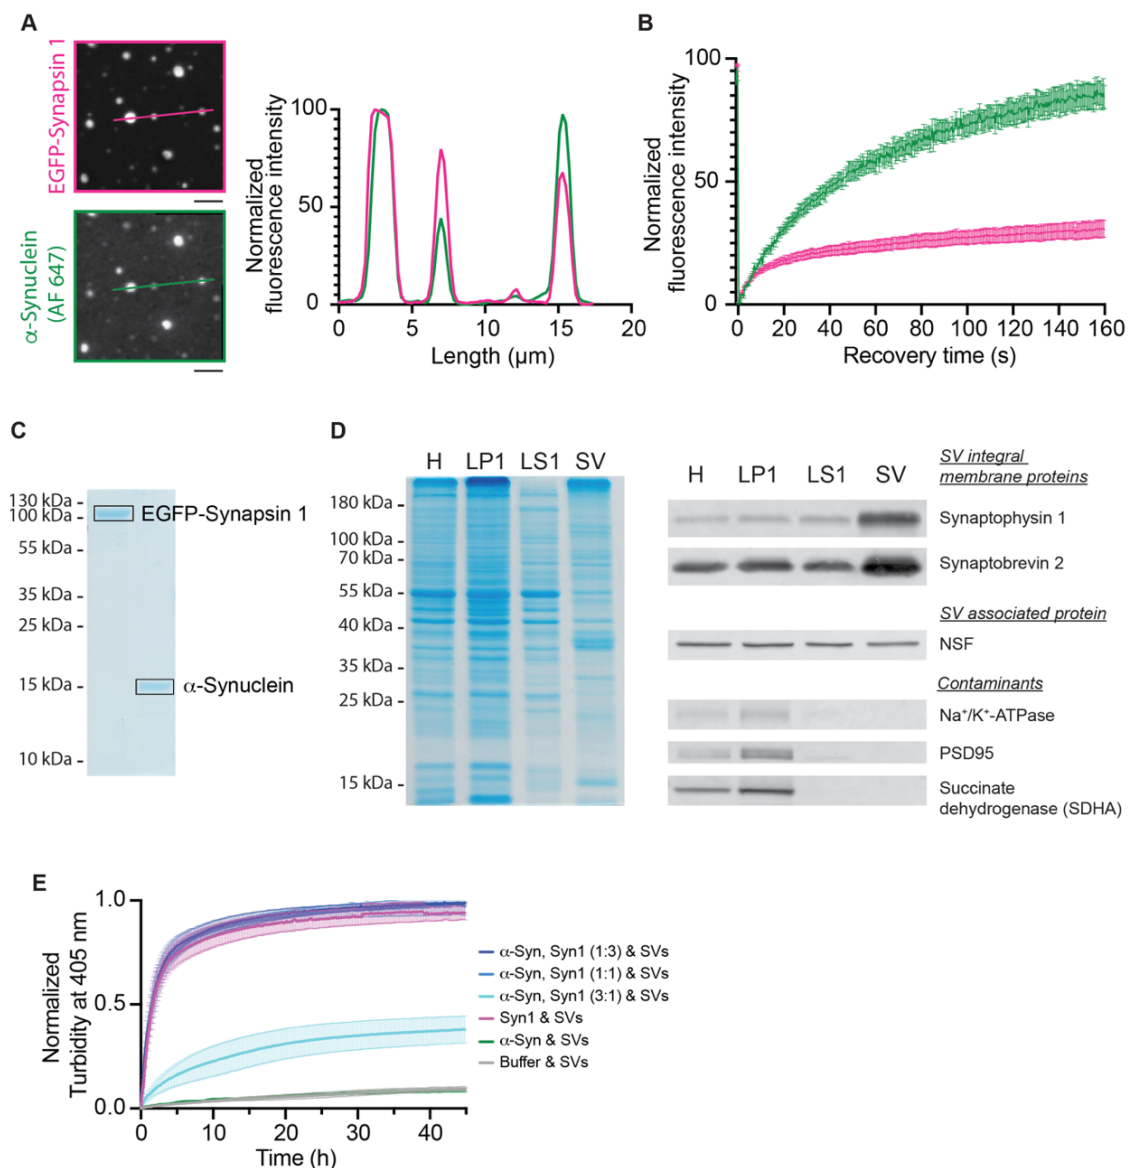 A
EGFP-Synapsin 1
α-Synuclein
(AF 647)
Normalized
fluorescence intensity
100
50
0
0 5 10 15 20
Length (µm)
B
Normalized
fluorescence intensity
100
50
0
0 20 40 60 80 100 120 140 160
Recovery time (s)
C
130 kDa
100 kDa
55 kDa
35 kDa
25 kDa
15 kDa
10 kDa
EGFP-Synapsin 1
α-Synuclein
D
H LP1 LS1 SV
180 kDa
100 kDa
70 kDa
55 kDa
40 kDa
35 kDa
25 kDa
15 kDa
H LP1 LS1 SV
SV integral
membrane proteins
Synaptophysin 1
Synaptobrevin 2
SV associated protein
NSF
Contaminants
Na⁺/K⁺-ATPase
PSD95
Succinate
dehydrogenase (SDHA)
E
Normalized
Turbidity at 405 nm
1.0
0.5
0.0
0 10 20 30 40
Time (h)
α-Syn, Syn1 (1:3) & SVs
α-Syn, Syn1 (1:1) & SVs
α-Syn, Syn1 (3:1) & SVs
Syn1 & SVs
α-Syn & SVs
Buffer & SVs